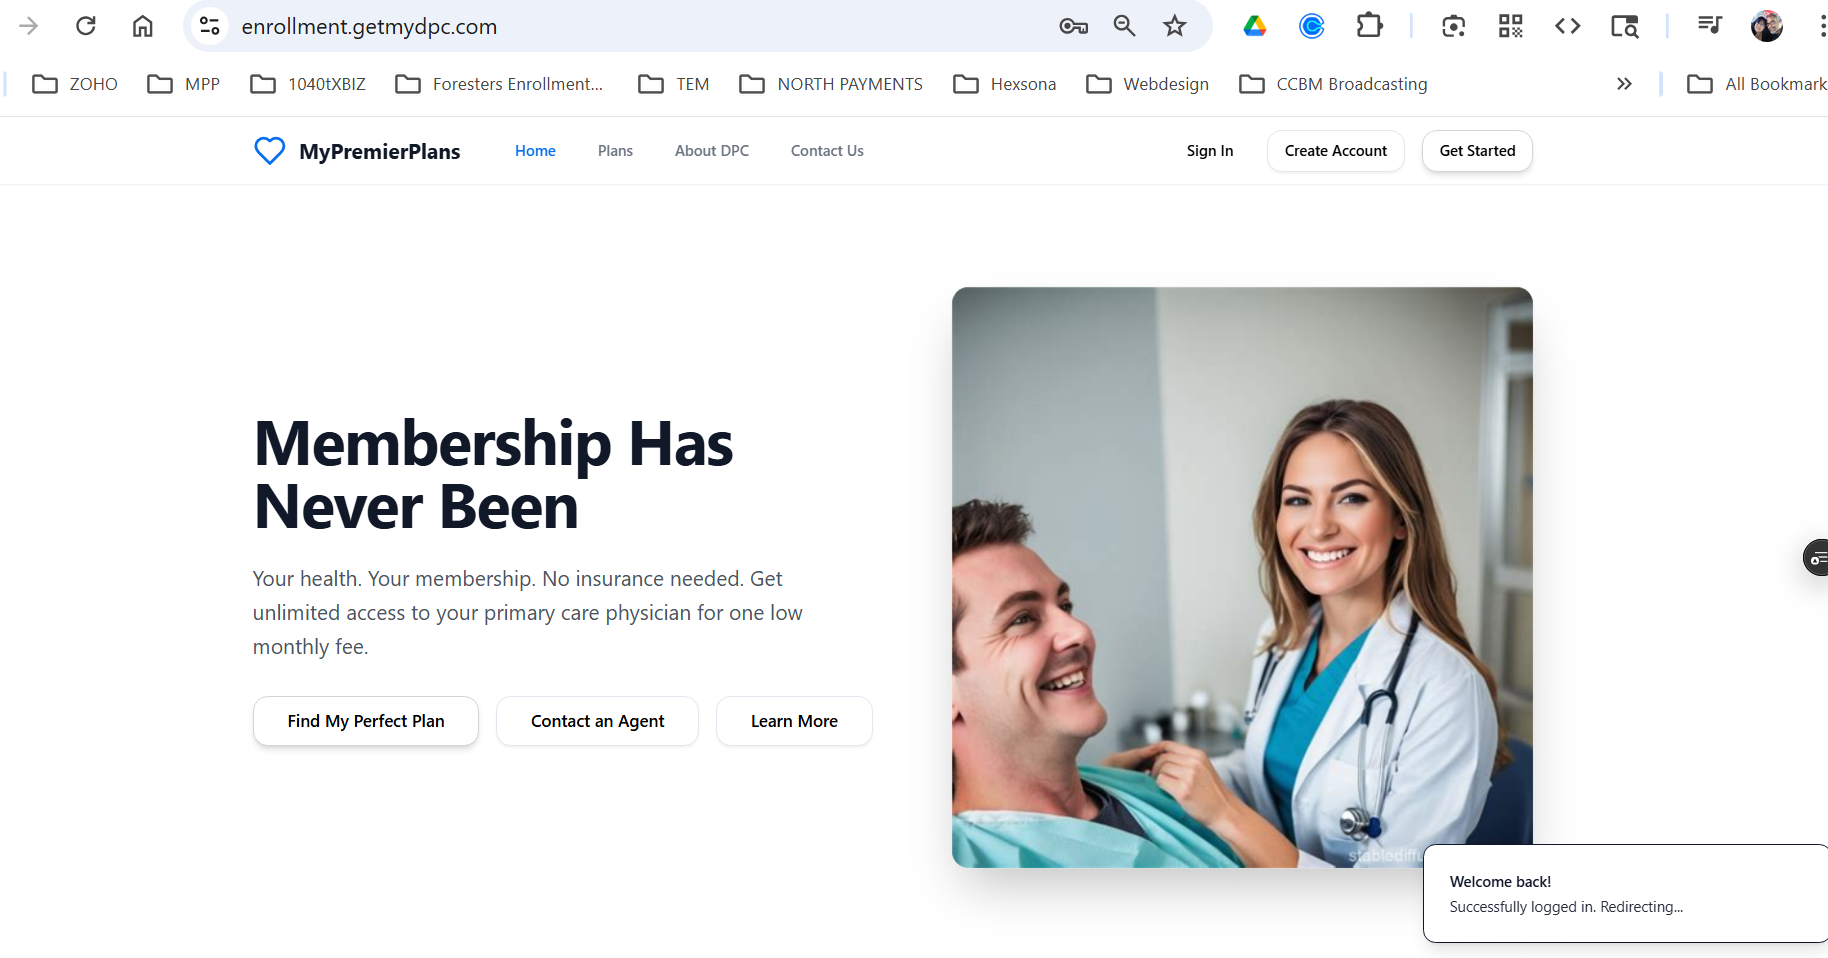 enrollment.getmydpc.com
ZOHO MPP 1040tXBIZ Foresters Enrollment... TEM NORTH PAYMENTS Hexsona Webdesign CCBM Broadcasting All Bookmark
MyPremierPlans Home Plans About DPC Contact Us Sign In Create Account Get Started
Membership Has
Never Been
Your health. Your membership. No insurance needed. Get
unlimited access to your primary care physician for one low
monthly fee.
Find My Perfect Plan Contact an Agent Learn More
Welcome back!
Successfully logged in. Redirecting...